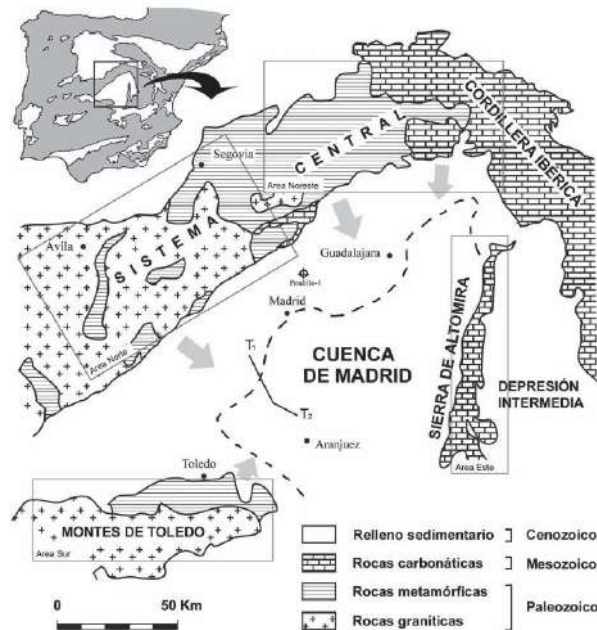 CORDILLERA IBÉRICA
SISTEMA CENTRAL
Segovia
Area Noreste
Avila
Guadalajara
Pradillo-1
Madrid
Area Norte
T1
CUENCA
DE MADRID
SIERRA DE ALTOMIRA
DEPRESIÓN
INTERMEDIA
T2
Aranjuez
Area Este
Toledo
MONTES DE TOLEDO
Area Sur
Relleno sedimentario Cenozoico
Rocas carbonáticas Mesozoico
Rocas metamórficas
Paleozoico
Rocas graníticas
0 50 Km